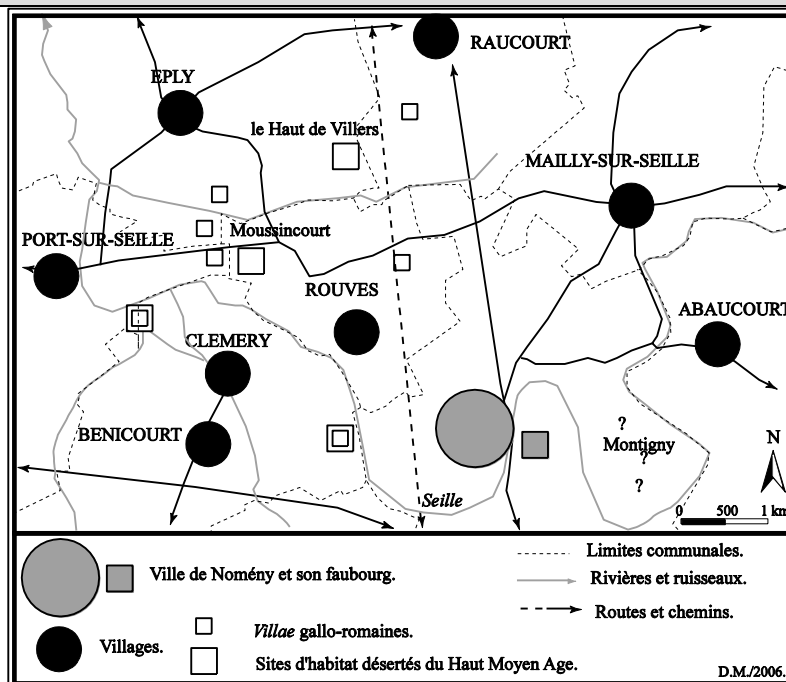 RAUCOURT
EPLY
le Haut de Villers
MAILLY-SUR-SEILLE
Moussincourt
PORT-SUR-SEILLE
ROUVES
ABAUCOURT
CLEMERY
BENICOURT
?
Montigny
?
?
N
Seille
0 500 1 km
Ville de Nomény et son faubourg.
Villages.
Villae gallo-romaines.
Sites d'habitat désertés du Haut Moyen Age.
Limites communales.
Rivières et ruisseaux.
Routes et chemins.
D.M./2006.